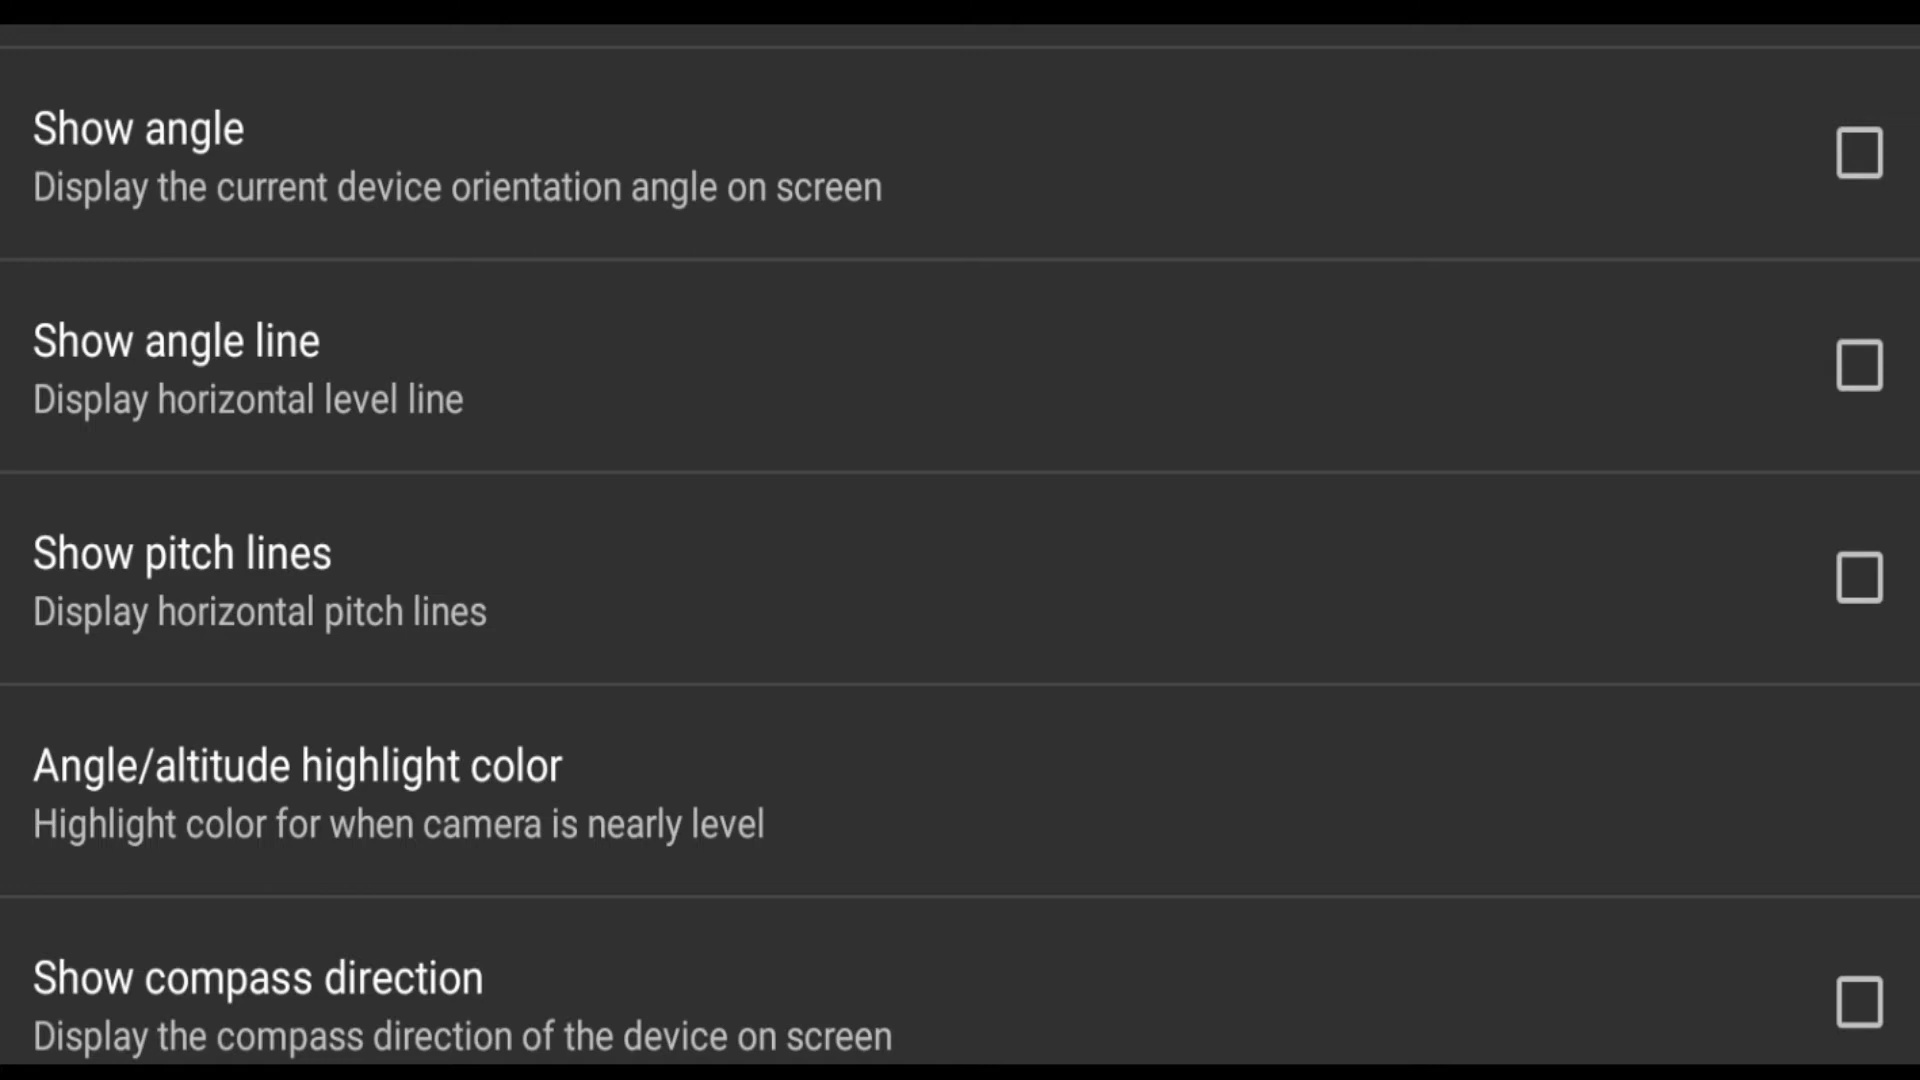 Show angle
Display the current device orientation angle on screen
Show angle line
Display horizontal level line
Show pitch lines
Display horizontal pitch lines
Angle/altitude highlight color
Highlight color for when camera is nearly level
Show compass direction
Display the compass direction of the device on screen